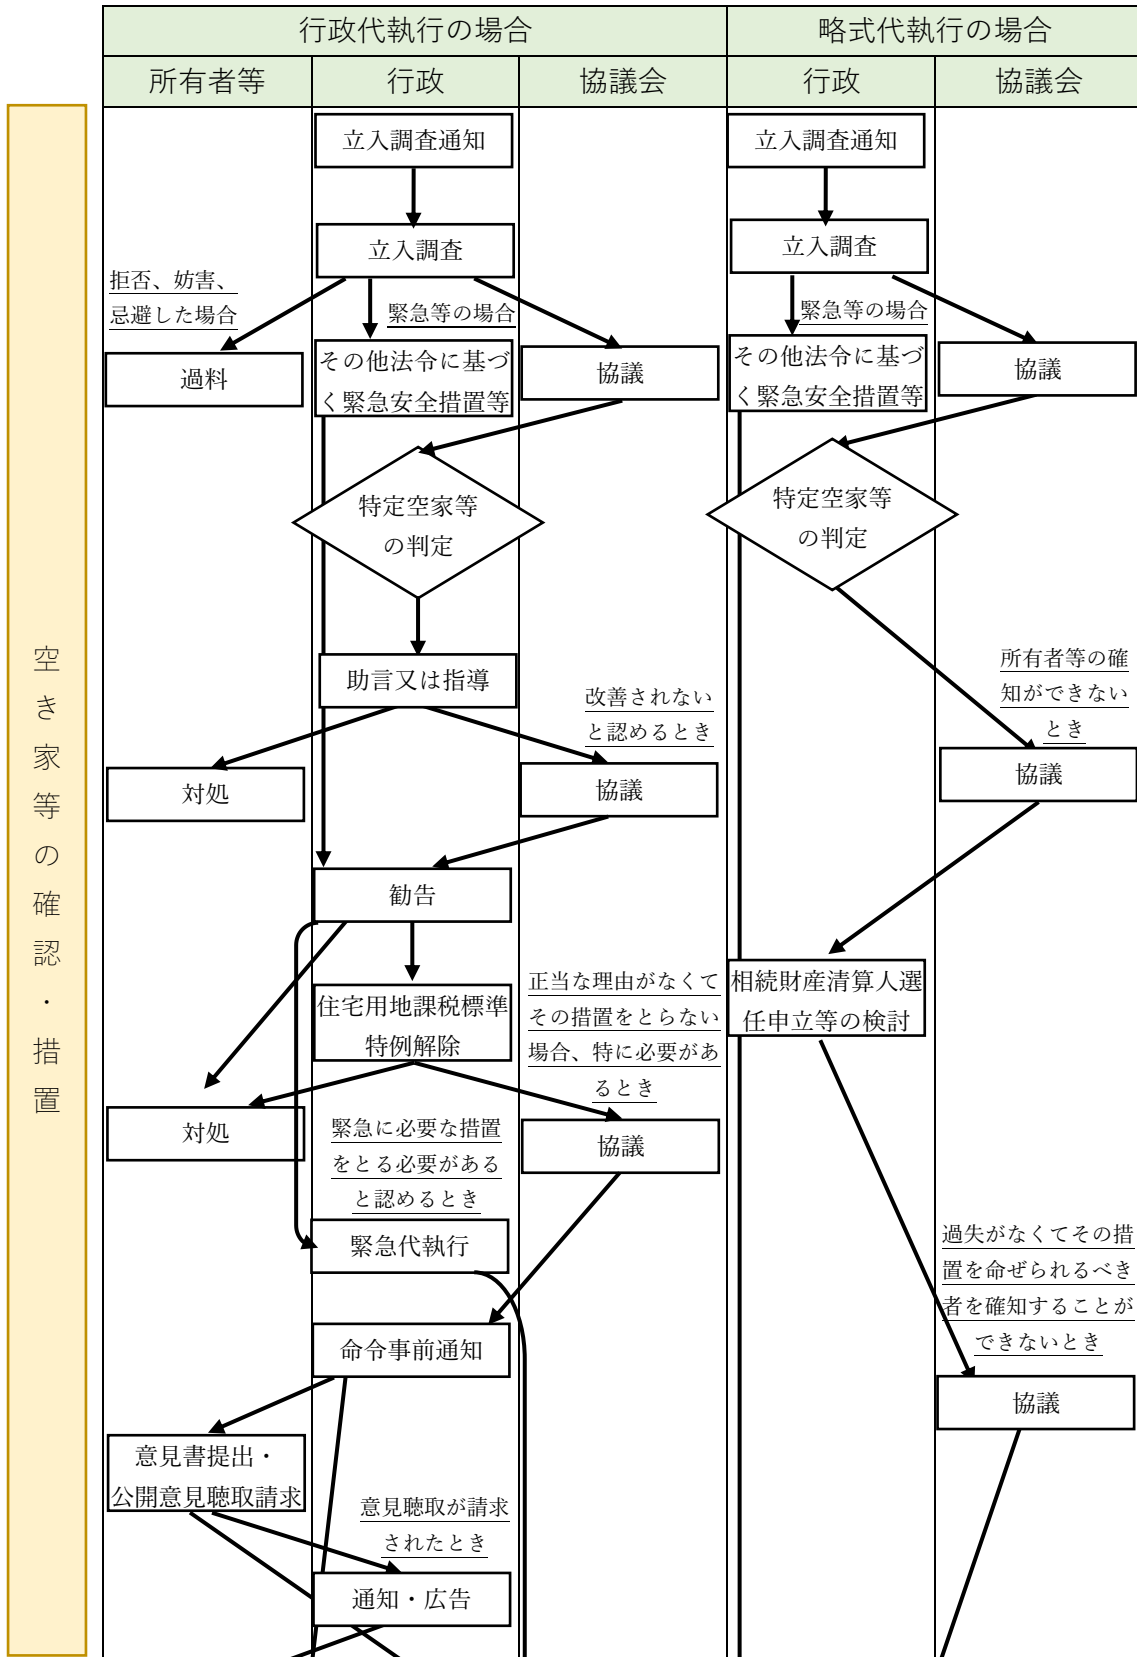 行政代執行の場合
略式代執行の場合
所有者等
行政
協議会
行政
協議会
空き家等の確認・措置
立入調査通知
立入調査
拒否、妨害、
忌避した場合
緊急等の場合
過料
その他法令に基づ
く緊急安全措置等
協議
特定空家等
の判定
助言又は指導
改善されない
と認めるとき
対処
協議
勧告
住宅用地課税標準
特例解除
正当な理由がなくて
その措置をとらない
場合、特に必要があ
るとき
対処
緊急に必要な措置
をとる必要がある
と認めるとき
協議
緊急代執行
命令事前通知
意見書提出・
公開意見聴取請求
意見聴取が請求
されたとき
通知・広告
立入調査通知
立入調査
緊急等の場合
その他法令に基づ
く緊急安全措置等
協議
特定空家等
の判定
所有者等の確
知ができない
とき
協議
相続財産清算人選
任申立等の検討
過失がなくてその措
置を命ぜられるべき
者を確知することが
できないとき
協議